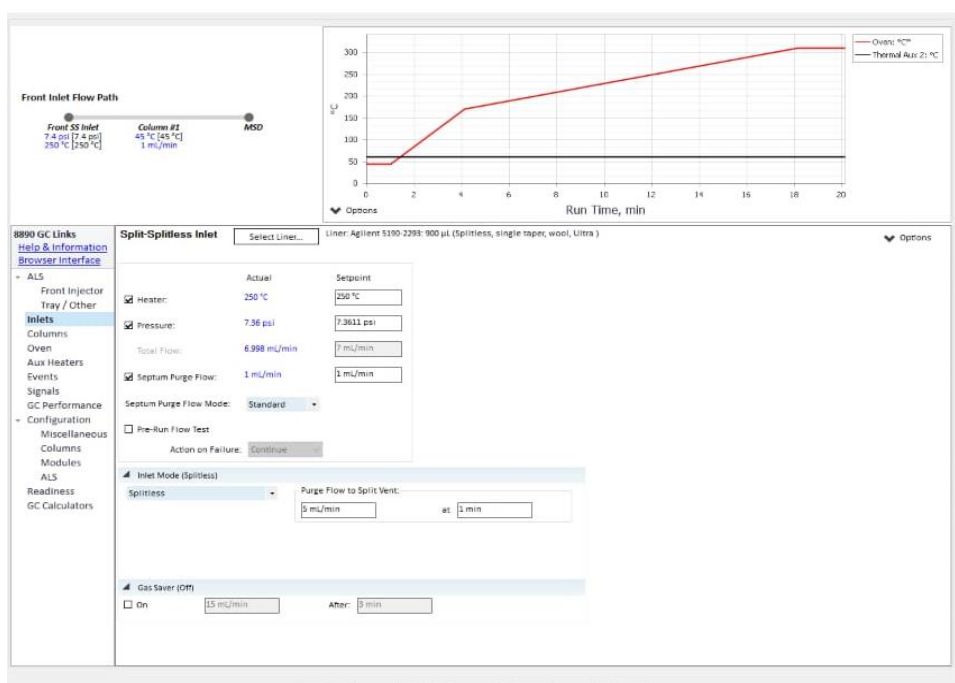 Front Inlet Flow Path
Front SS Inlet
7.4 psi [7.4 psi]
250 °C [250 °C]
Column #1
45 °C [45 °C]
1 mL/min
MSD
°C
300
250
200
150
100
50
0
0 2 4 6 8 10 12 14 16 18 20
Run Time, min
Options
Oven: °C"
Thermal Aux 2: °C
8890 GC Links
Help & Information
Browser Interface
ALS
Front Injector
Tray / Other
Inlets
Columns
Oven
Aux Heaters
Events
Signals
GC Performance
Configuration
Miscellaneous
Columns
Modules
ALS
Readiness
GC Calculators
Split-Splitless Inlet
Select Liner...
Liner: Agilent 5190-2293: 900 µL (Splitless, single taper, wool, Ultra )
Options
Actual Setpoint
Heater: 250 °C 250 °C
Pressure: 7.36 psi 7.3611 psi
Total Flow: 6.998 mL/min 7 mL/min
Septum Purge Flow: 1 mL/min 1 mL/min
Septum Purge Flow Mode: Standard
Pre-Run Flow Test
Action on Failure: Continue
Inlet Mode (Splitless)
Splitless
Purge Flow to Split Vent:
5 mL/min at 1 min
Gas Saver (Off)
On 15 mL/min After: 3 min